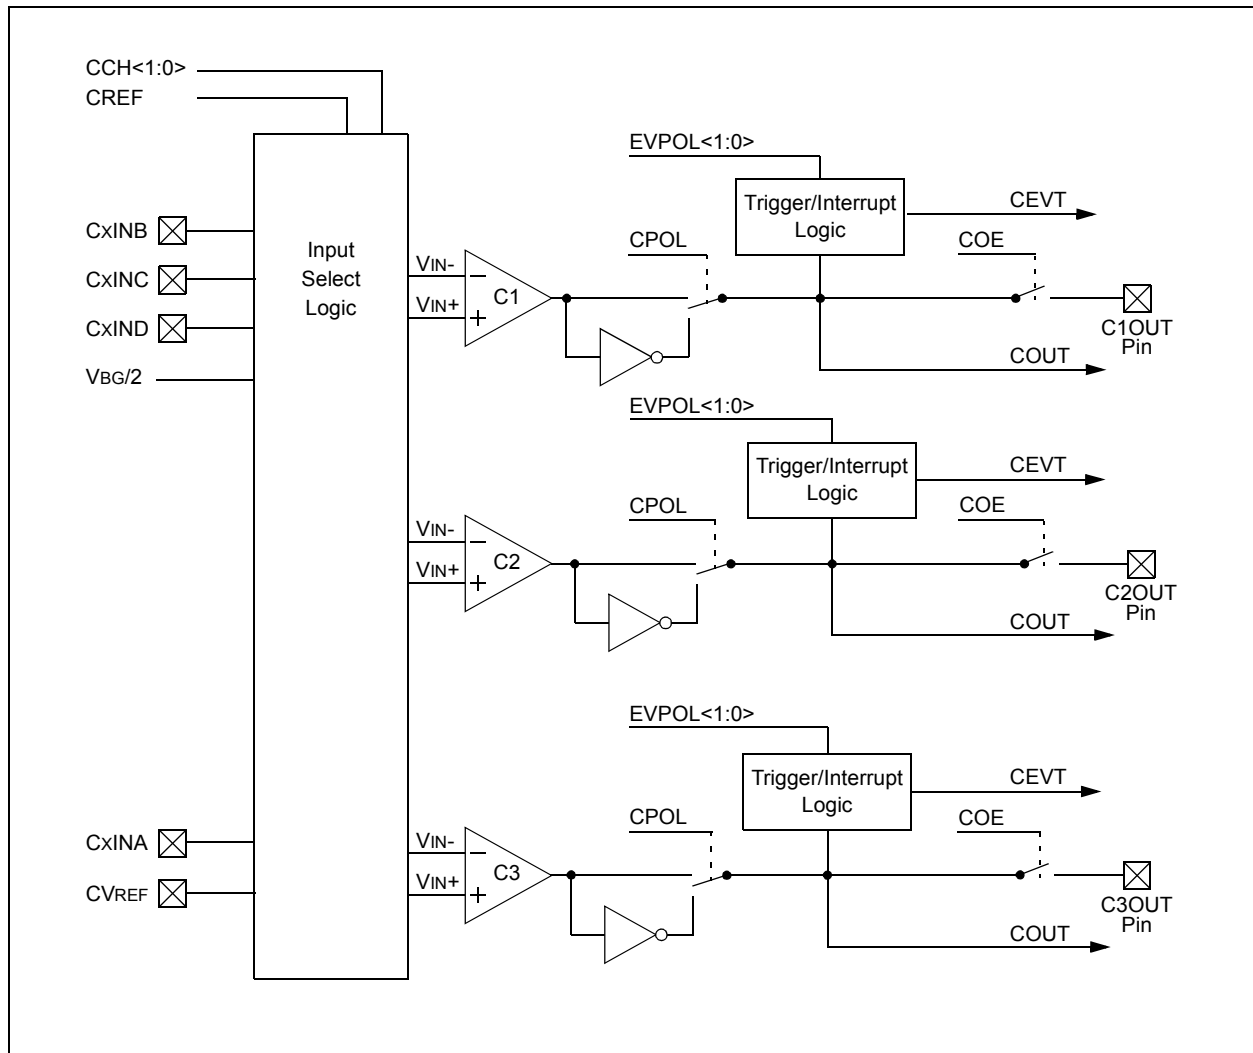 CCH<1:0>
CREF
CXINB
CXINC
CXIND
VBG/2
Input
Select
Logic
CXINA
CVREF
EVPOL<1:0>
Trigger/Interrupt
Logic
CEVT
CPOL
COE
VIN-
VIN+
C1
C1OUT
Pin
COUT
EVPOL<1:0>
Trigger/Interrupt
Logic
CEVT
CPOL
COE
VIN-
VIN+
C2
C2OUT
Pin
COUT
EVPOL<1:0>
Trigger/Interrupt
Logic
CEVT
CPOL
COE
VIN-
VIN+
C3
C3OUT
Pin
COUT